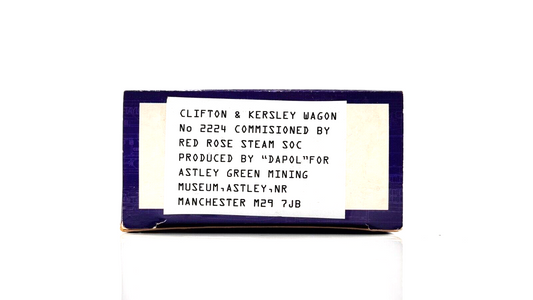 CLIFTON & KERSLEY WAGON
No 2224 COMMISIONED BY
RED ROSE STEAM SOC
PRODUCED BY “DAPOL”FOR
ASTLEY GREEN MINING
MUSEUM,ASTLEY,NR
MANCHESTER M29 7JB